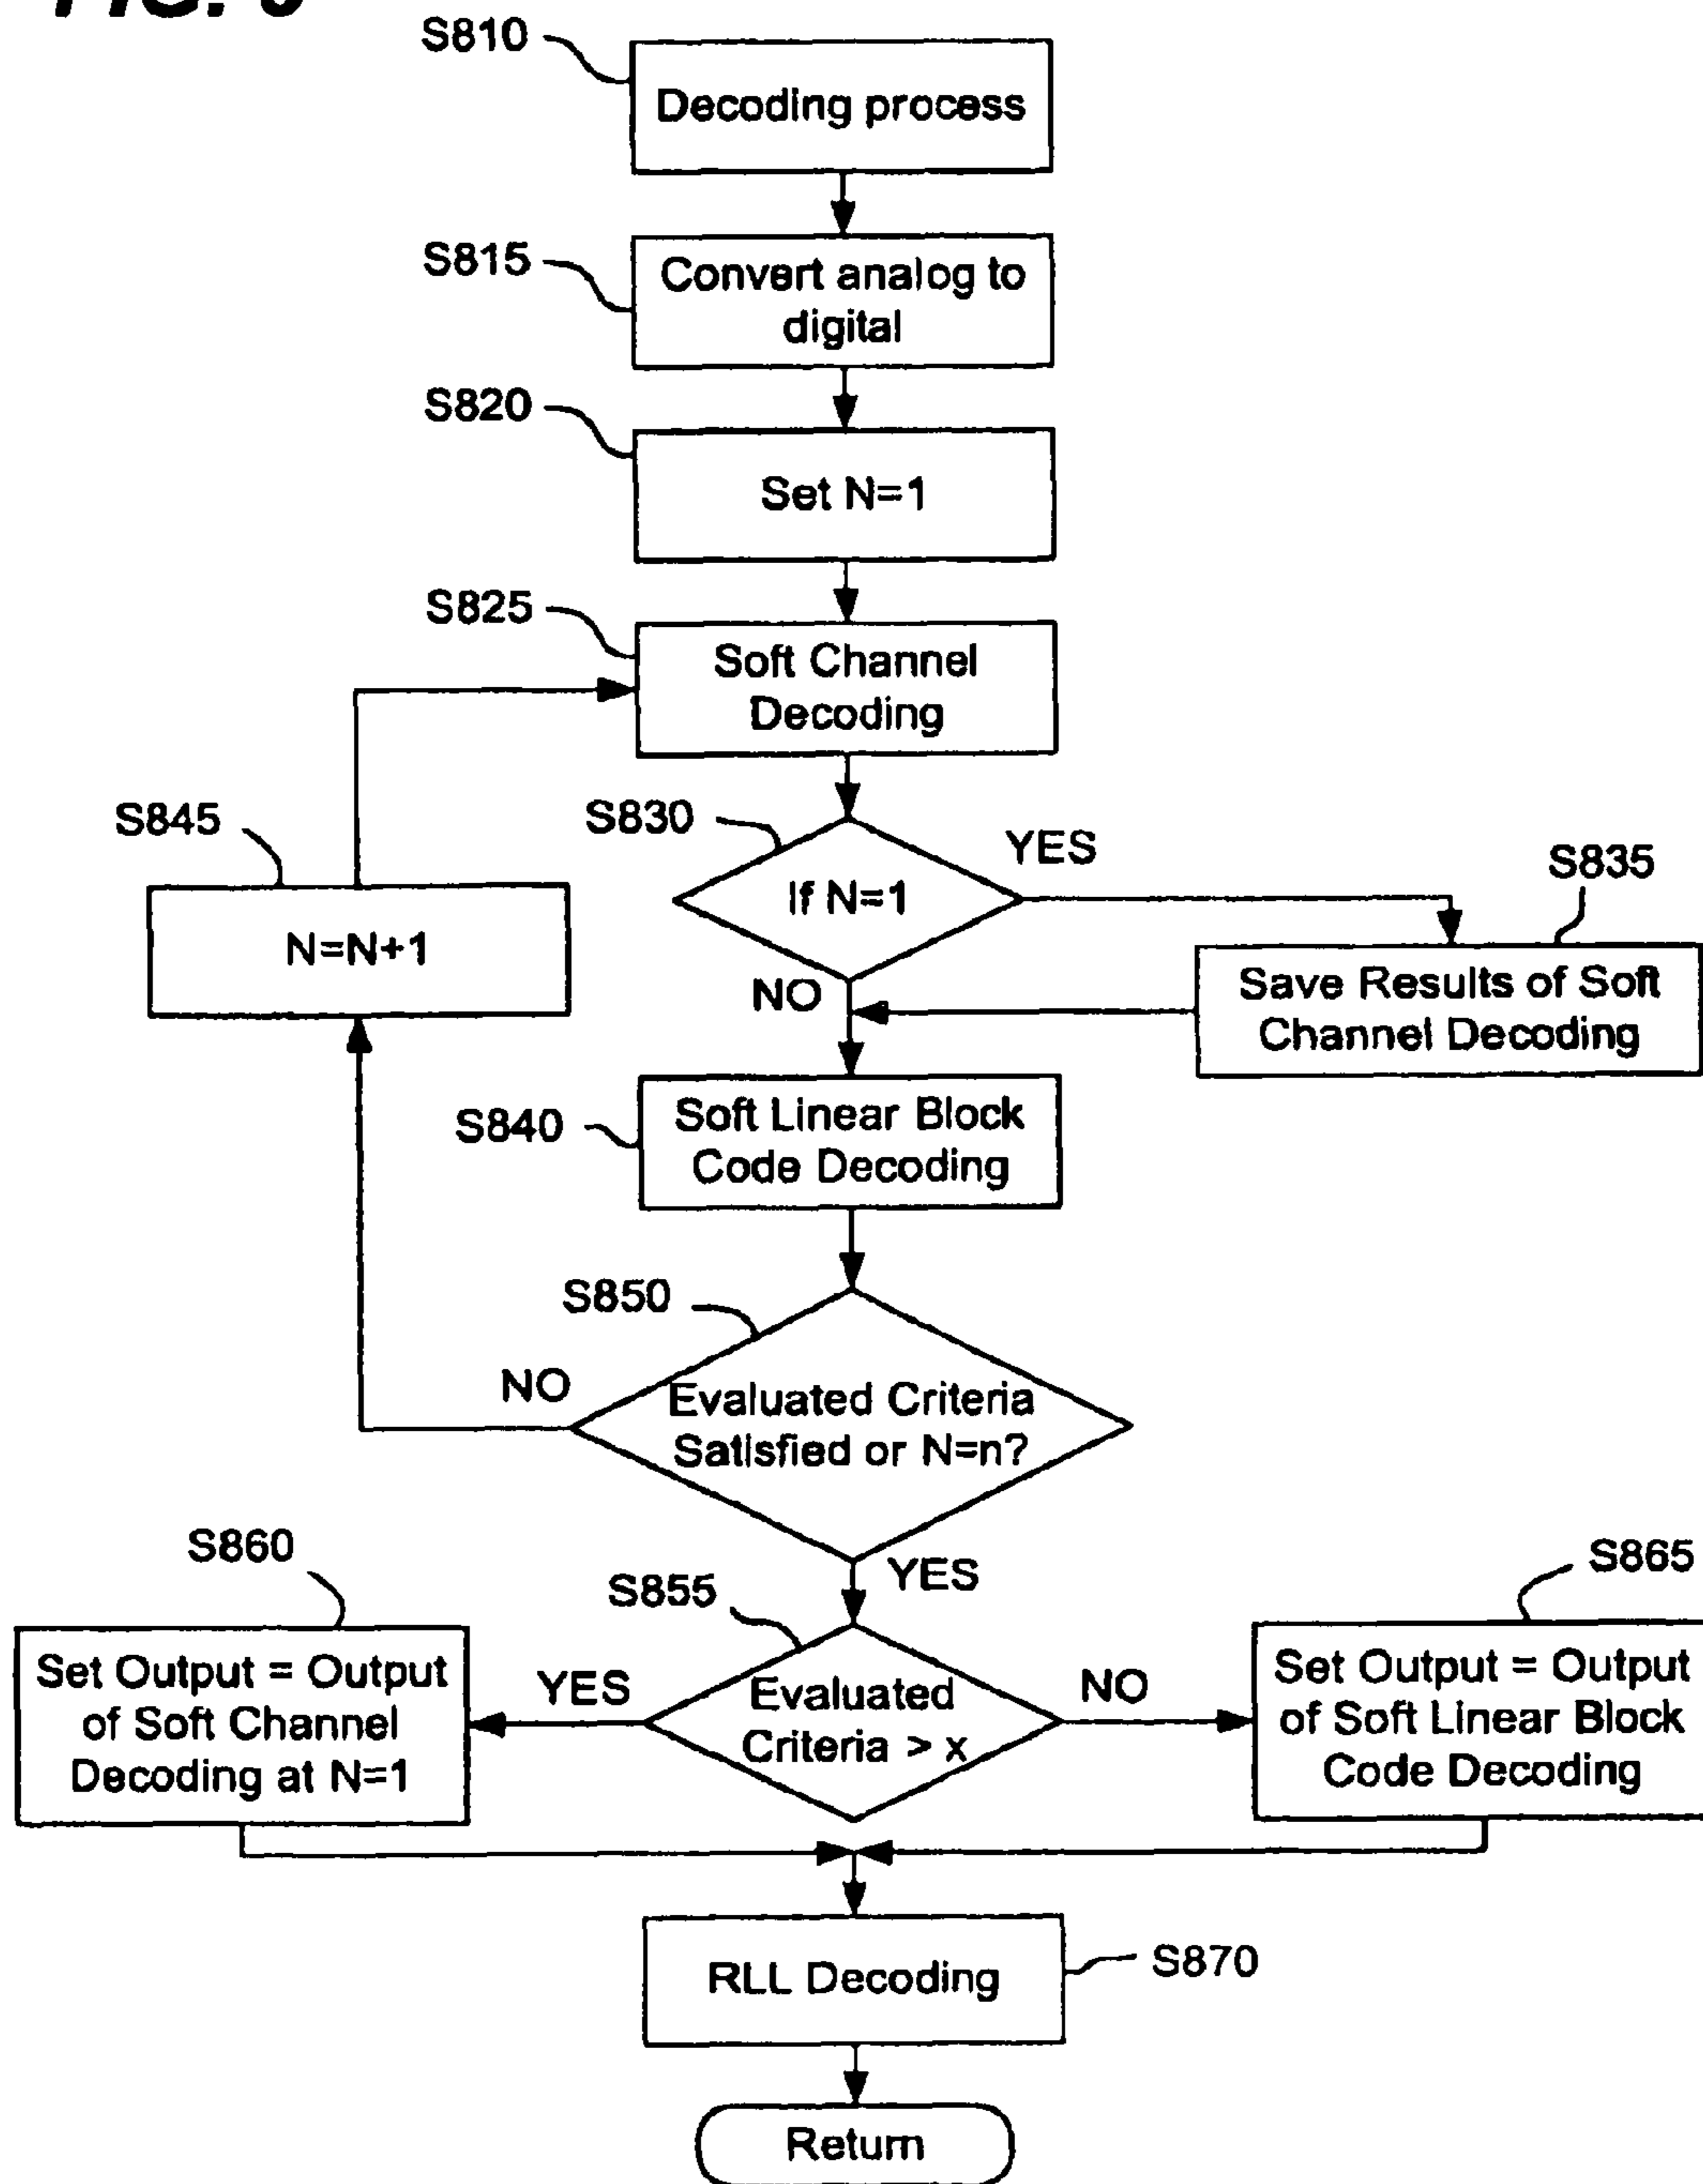 FIG.
S810
Decoding process
S815
Convert analog to
digital
S820
Set N=1
S825
Soft Channel
Decoding
S845
N=N+1
S830
If N=1
YES
NO
S835
Save Results of Soft
Channel Decoding
S840
Soft Linear Block
Code Decoding
S850
Evaluated Criteria
Satisfied or N=n?
NO
YES
S860
Set Output = Output
of Soft Channel
Decoding at N=1
S855
Evaluated
Criteria > x
YES
NO
S865
Set Output = Output
of Soft Linear Block
Code Decoding
RLL Decoding
S870
Return